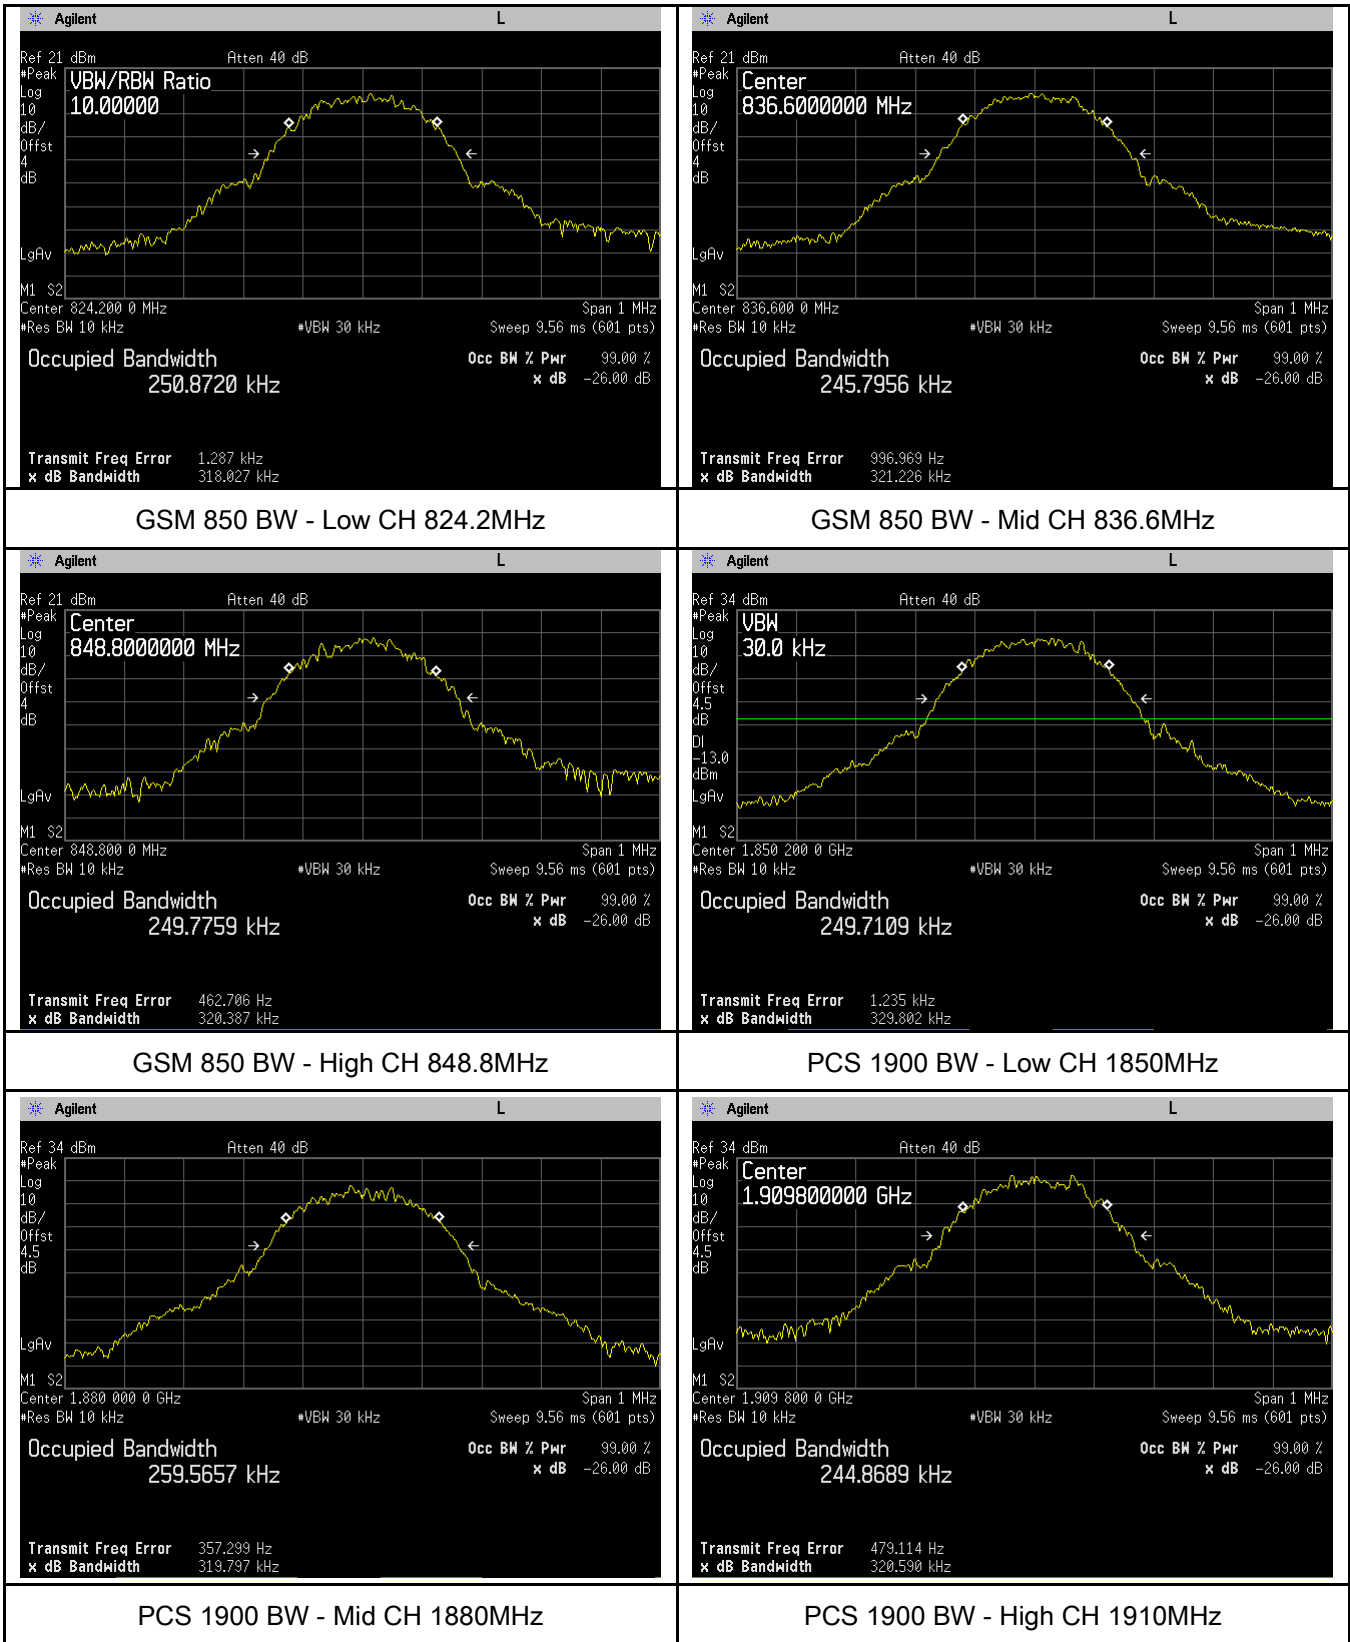 Agilent L
Ref 21 dBm Atten 40 dB
#Peak
Log
10
dB/
Offst
4
dB
VBW/RBW Ratio
10.00000
LgAv
M1 S2
Center 824.200 0 MHz Span 1 MHz
#Res BW 10 kHz #VBW 30 kHz Sweep 9.56 ms (601 pts)
Occupied Bandwidth Occ BW % Pwr 99.00 %
250.8720 kHz x dB -26.00 dB
Transmit Freq Error 1.287 kHz
x dB Bandwidth 318.027 kHz
GSM 850 BW - Low CH 824.2MHz
Agilent L
Ref 21 dBm Atten 40 dB
#Peak
Log
10
dB/
Offst
4
dB
Center
836.6000000 MHz
LgAv
M1 S2
Center 836.600 0 MHz Span 1 MHz
#Res BW 10 kHz #VBW 30 kHz Sweep 9.56 ms (601 pts)
Occupied Bandwidth Occ BW % Pwr 99.00 %
245.7956 kHz x dB -26.00 dB
Transmit Freq Error 996.969 Hz
x dB Bandwidth 321.226 kHz
GSM 850 BW - Mid CH 836.6MHz
Agilent L
Ref 21 dBm Atten 40 dB
#Peak
Log
10
dB/
Offst
4
dB
Center
848.8000000 MHz
LgAv
M1 S2
Center 848.800 0 MHz Span 1 MHz
#Res BW 10 kHz #VBW 30 kHz Sweep 9.56 ms (601 pts)
Occupied Bandwidth Occ BW % Pwr 99.00 %
249.7759 kHz x dB -26.00 dB
Transmit Freq Error 462.706 Hz
x dB Bandwidth 320.387 kHz
GSM 850 BW - High CH 848.8MHz
Agilent L
Ref 34 dBm Atten 40 dB
#Peak
Log
10
dB/
Offst
4.5
dB
DI
-13.0
dBm
VBW
30.0 kHz
LgAv
M1 S2
Center 1.850 200 0 GHz Span 1 MHz
#Res BW 10 kHz #VBW 30 kHz Sweep 9.56 ms (601 pts)
Occupied Bandwidth Occ BW % Pwr 99.00 %
249.7109 kHz x dB -26.00 dB
Transmit Freq Error 1.235 kHz
x dB Bandwidth 329.802 kHz
PCS 1900 BW - Low CH 1850MHz
Agilent L
Ref 34 dBm Atten 40 dB
#Peak
Log
10
dB/
Offst
4.5
dB
LgAv
M1 S2
Center 1.880 000 0 GHz Span 1 MHz
#Res BW 10 kHz #VBW 30 kHz Sweep 9.56 ms (601 pts)
Occupied Bandwidth Occ BW % Pwr 99.00 %
259.5657 kHz x dB -26.00 dB
Transmit Freq Error 357.299 Hz
x dB Bandwidth 319.797 kHz
PCS 1900 BW - Mid CH 1880MHz
Agilent L
Ref 34 dBm Atten 40 dB
#Peak
Log
10
dB/
Offst
4.5
dB
Center
1.909800000 GHz
LgAv
M1 S2
Center 1.909 800 0 GHz Span 1 MHz
#Res BW 10 kHz #VBW 30 kHz Sweep 9.56 ms (601 pts)
Occupied Bandwidth Occ BW % Pwr 99.00 %
244.8689 kHz x dB -26.00 dB
Transmit Freq Error 479.114 Hz
x dB Bandwidth 320.590 kHz
PCS 1900 BW - High CH 1910MHz